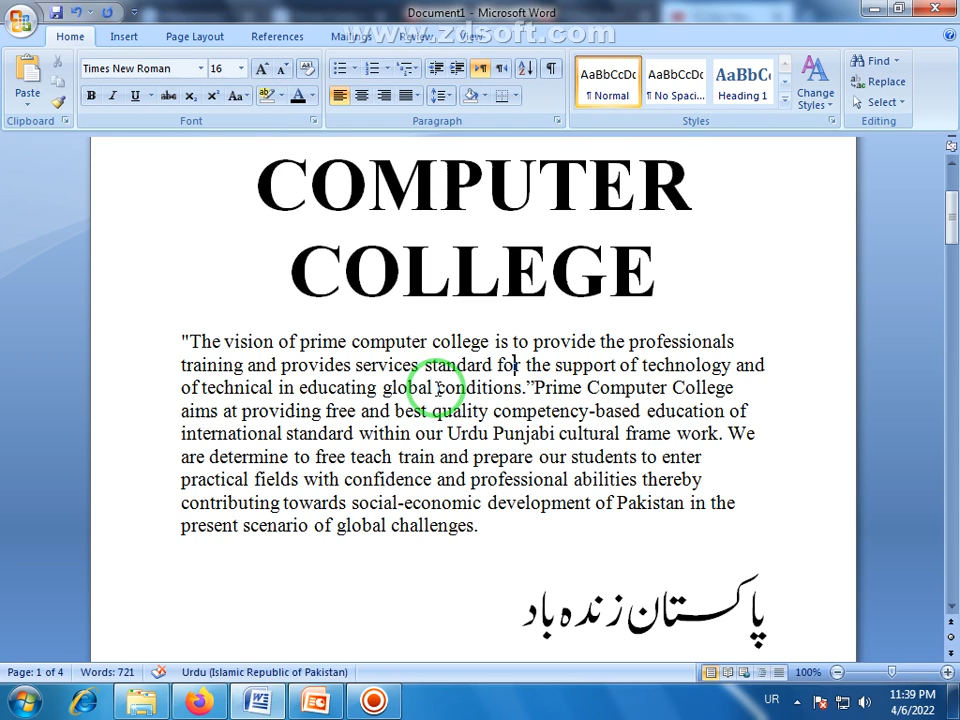 Document1 - Microsoft Word
Home Insert Page Layout References Mailings Review View
www.zdsoft.com
Times New Roman 16
AaBbCcDc AaBbCcDc AaBbC
Find
Replace
Select
Paste
¶ Normal ¶ No Spaci... Heading 1
Change Styles
Clipboard Font Paragraph Styles Editing
COMPUTER
COLLEGE
"The vision of prime computer college is to provide the professionals
training and provides services standard for the support of technology and
of technical in educating global conditions.”Prime Computer College
aims at providing free and best quality competency-based education of
international standard within our Urdu Punjabi cultural frame work. We
are determine to free teach train and prepare our students to enter
practical fields with confidence and professional abilities thereby
contributing towards social-economic development of Pakistan in the
present scenario of global challenges.
پاکستان زندہ باد
Page: 1 of 4 Words: 721 Urdu (Islamic Republic of Pakistan) 100%
UR 11:39 PM
4/6/2022